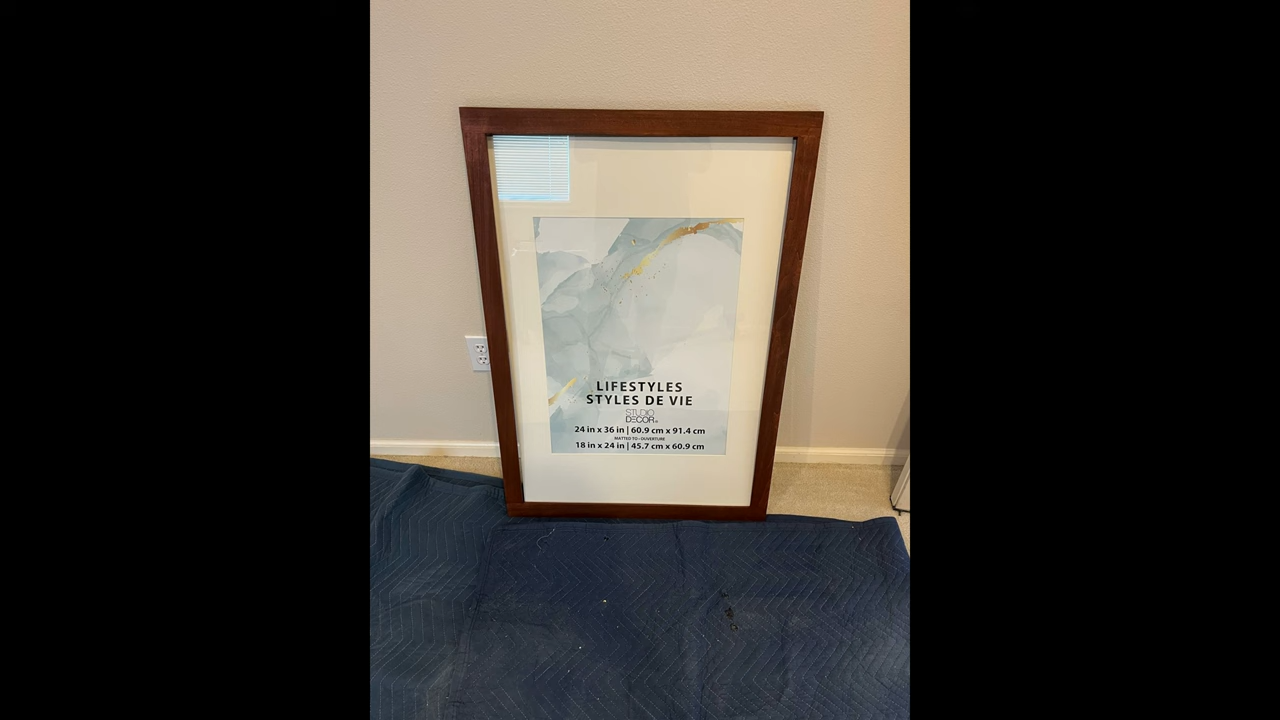 LIFESTYLES
STYLES DE VIE
STUDIO
DECOR®
24 in x 36 in | 60.9 cm x 91.4 cm
MATTED TO • OUVERTURE
18 in x 24 in | 45.7 cm x 60.9 cm